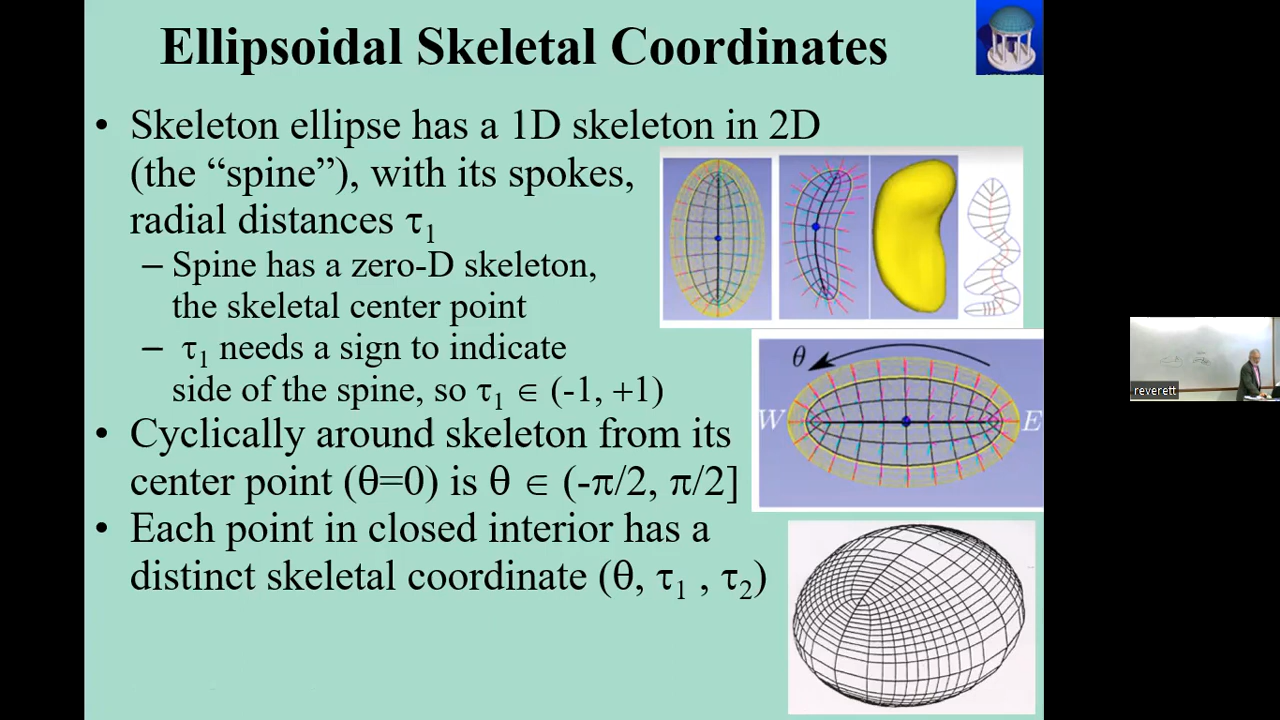 Ellipsoidal Skeletal Coordinates
• Skeleton ellipse has a 1D skeleton in 2D
(the “spine”), with its spokes,
radial distances τ₁
– Spine has a zero-D skeleton,
the skeletal center point
– τ₁ needs a sign to indicate
side of the spine, so τ₁ ∈ (-1, +1)
• Cyclically around skeleton from its
center point (θ=0) is θ ∈ (-π/2, π/2]
• Each point in closed interior has a
distinct skeletal coordinate (θ, τ₁ , τ₂)
θ
W
E
reverett